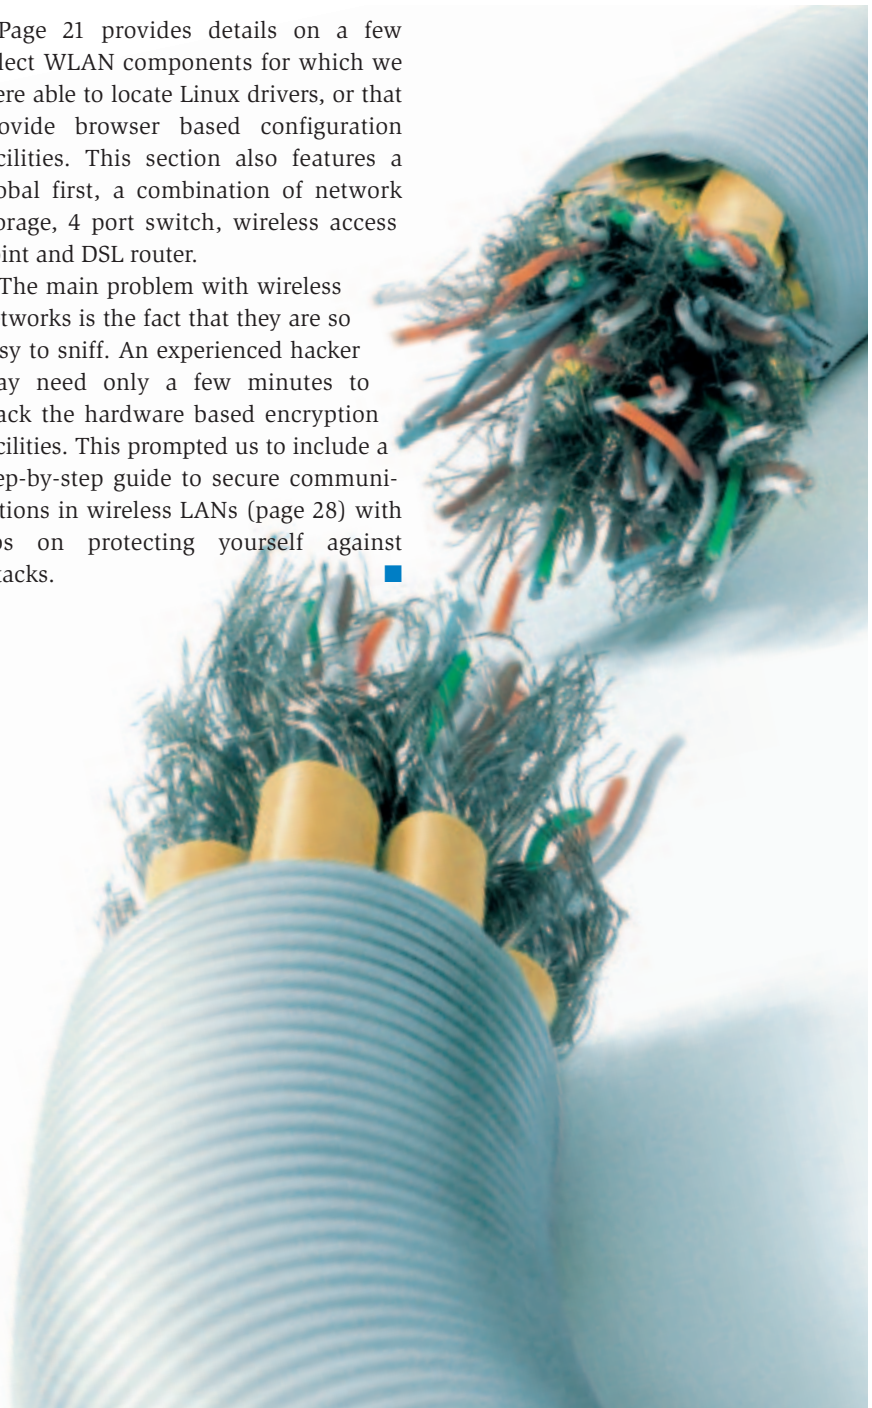 Page 21 provides details on a few
lect WLAN components for which we
ere able to locate Linux drivers, or that
ovide browser based configuration
cilities. This section also features a
obal first, a combination of network
orage, 4 port switch, wireless access
int and DSL router.
The main problem with wireless
tworks is the fact that they are so
sy to sniff. An experienced hacker
ay need only a few minutes to
ack the hardware based encryption
cilities. This prompted us to include a
ep-by-step guide to secure communi-
tions in wireless LANs (page 28) with
os on protecting yourself against
tacks.